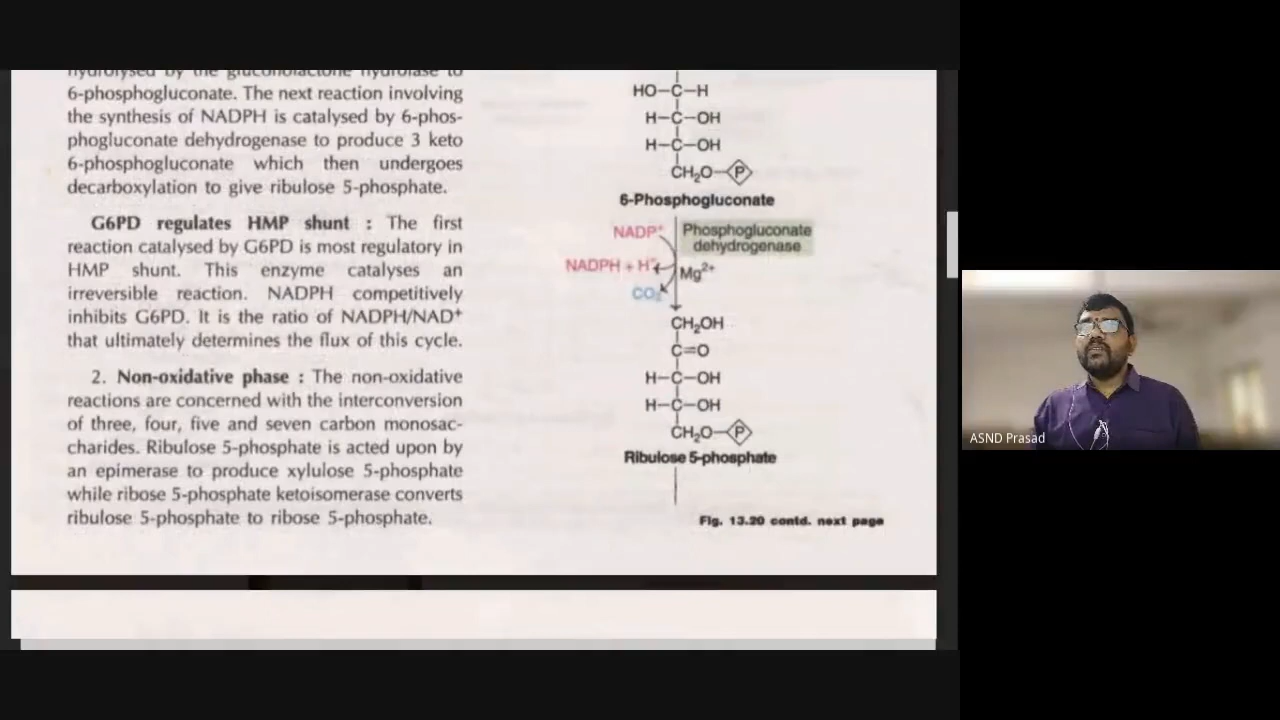 hydrolysed by the gluconolactone hydrolase to
6-phosphogluconate. The next reaction involving
the synthesis of NADPH is catalysed by 6-phos-
phogluconate dehydrogenase to produce 3 keto
6-phosphogluconate which then undergoes
decarboxylation to give ribulose 5-phosphate.
G6PD regulates HMP shunt : The first
reaction catalysed by G6PD is most regulatory in
HMP shunt. This enzyme catalyses an
irreversible reaction. NADPH competitively
inhibits G6PD. It is the ratio of NADPH/NAD⁺
that ultimately determines the flux of this cycle.
2. Non-oxidative phase : The non-oxidative
reactions are concerned with the interconversion
of three, four, five and seven carbon monosac-
charides. Ribulose 5-phosphate is acted upon by
an epimerase to produce xylulose 5-phosphate
while ribose 5-phosphate ketoisomerase converts
ribulose 5-phosphate to ribose 5-phosphate.
HO–C–H
H–C–OH
H–C–OH
CH₂O–P
6-Phosphogluconate
NADP⁺
Phosphogluconate
dehydrogenase
NADPH + H⁺
Mg²⁺
CO₂
CH₂OH
C=O
H–C–OH
H–C–OH
CH₂O–P
Ribulose 5-phosphate
Fig. 13.20 contd. next page
ASND Prasad